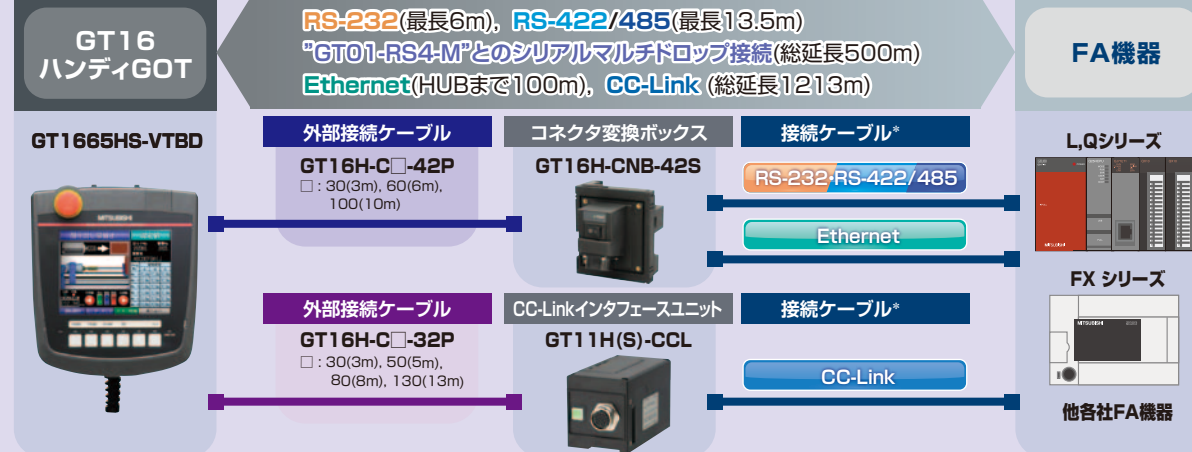 GT16
ハンディGOT
RS-232(最長6m), RS-422/485(最長13.5m)
"GT01-RS4-M"とのシリアルマルチドロップ接続(総延長500m)
Ethernet(HUBまで100m), CC-Link (総延長1213m)
FA機器
GT1665HS-VTBD
MITSUBISHI
外部接続ケーブル
コネクタ変換ボックス
接続ケーブル*
GT16H-C□-42P
□ : 30(3m), 60(6m),
100(10m)
GT16H-CNB-42S
RS-232・RS-422/485
Ethernet
外部接続ケーブル
CC-Linkインタフェースユニット
接続ケーブル*
GT16H-C□-32P
□ : 30(3m), 50(5m),
80(8m), 130(13m)
GT11H(S)-CCL
CC-Link
L,Qシリーズ
MITSUBISHI
FX シリーズ
MITSUBISHI
他各社FA機器